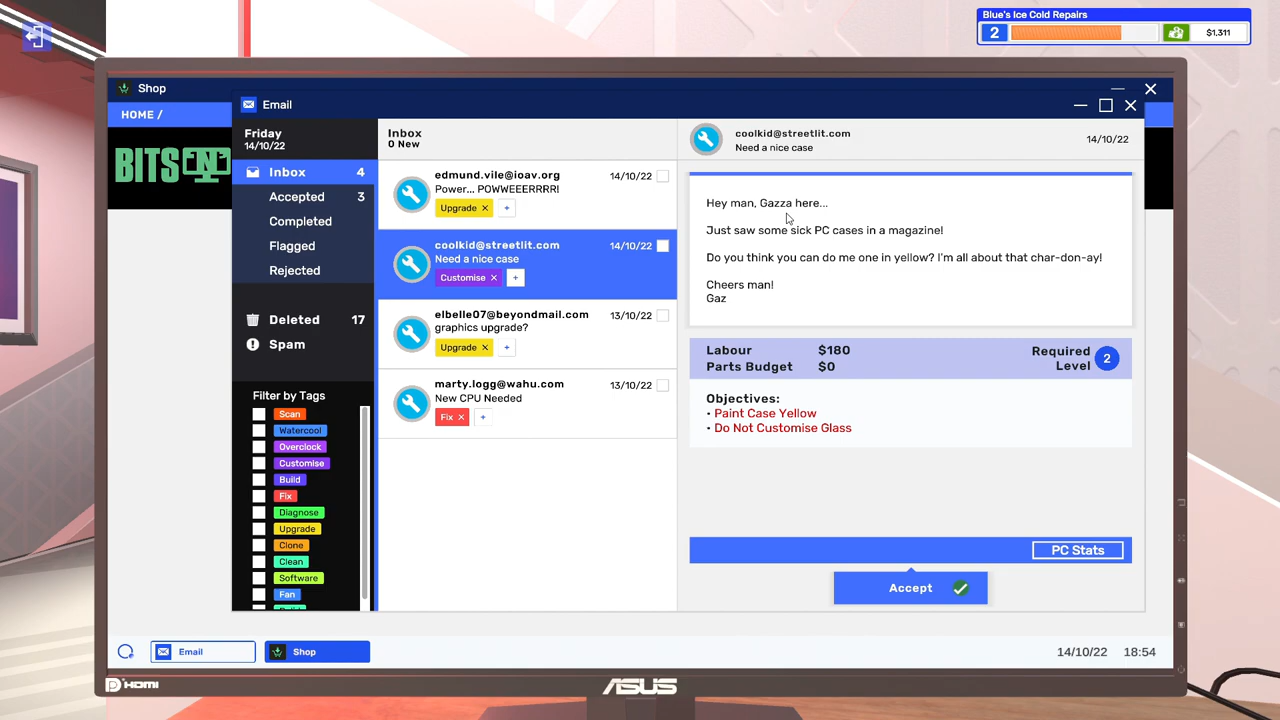 Blue's Ice Cold Repairs
2
$1,311
Shop
HOME /
Email
BITS
Friday
14/10/22
Inbox 4
Accepted 3
Completed
Flagged
Rejected
Deleted 17
Spam
Filter by Tags
Scan
Watercool
Overclock
Customise
Build
Fix
Diagnose
Upgrade
Clone
Clean
Software
Fan
Inbox
0 New
edmund.vile@ioav.org 14/10/22
Power... POWWEEERRRR!
Upgrade × +
coolkid@streetlit.com 14/10/22
Need a nice case
Customise × +
elbelle07@beyondmail.com 13/10/22
graphics upgrade?
Upgrade × +
marty.logg@wahu.com 13/10/22
New CPU Needed
Fix × +
coolkid@streetlit.com 14/10/22
Need a nice case
Hey man, Gazza here...
Just saw some sick PC cases in a magazine!
Do you think you can do me one in yellow? I'm all about that char-don-ay!
Cheers man!
Gaz
Labour $180
Parts Budget $0
Required
Level 2
Objectives:
• Paint Case Yellow
• Do Not Customise Glass
PC Stats
Accept
Email
Shop
14/10/22 18:54
HDMI
ASUS